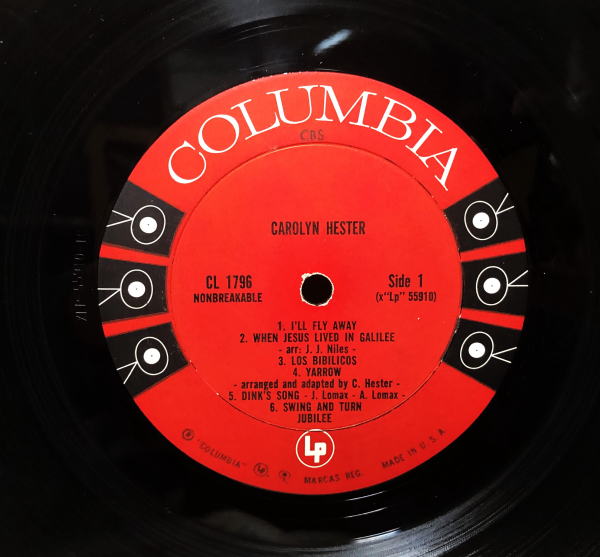 COLUMBIA
CBS
CAROLYN HESTER
CL 1796
NONBREAKABLE
Side 1
(x"Lp" 55910)
1. I'LL FLY AWAY
2. WHEN JESUS LIVED IN GALILEE
- arr: J. J. Niles -
3. LOS BIBILICOS
4. YARROW
- arranged and adapted by C. Hester -
5. DINK'S SONG - J. Lomax - A. Lomax -
6. SWING AND TURN
JUBILEE
Lp
"COLUMBIA" MARCAS REG. MADE IN U.S.A.